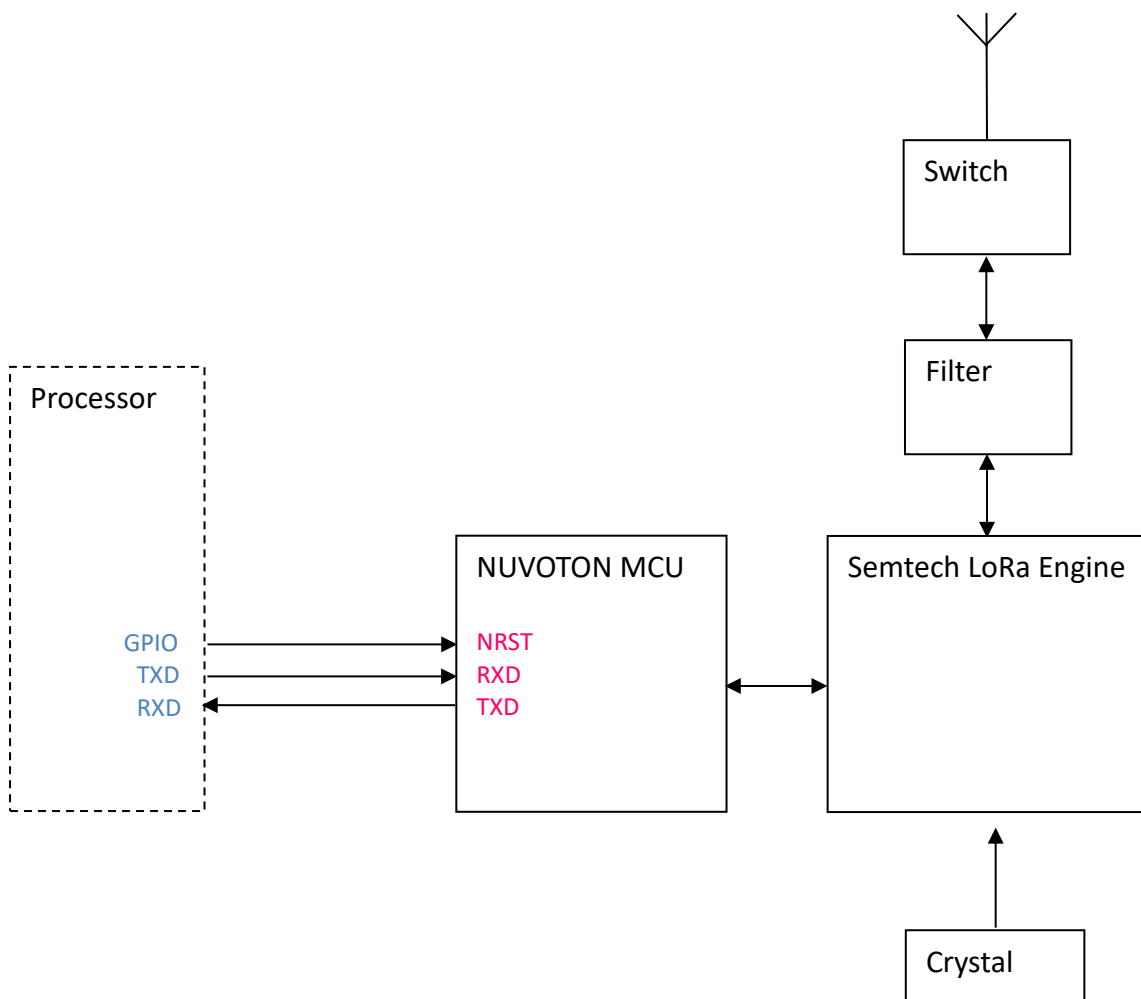 Switch
Filter
Processor
NUVOTON MCU
Semtech LoRa Engine
GPIO
NRST
TXD
RXD
RXD
TXD
Crystal